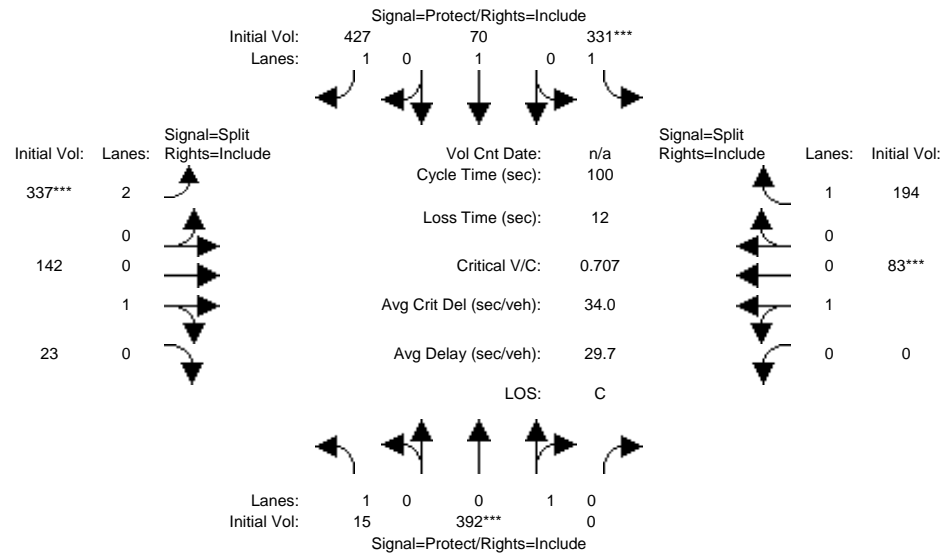 Signal=Protect/Rights=Include
Initial Vol: 427 70 331***
Lanes: 1 0 1 0 1
Signal=Split
Rights=Include
Initial Vol: Lanes:
Vol Cnt Date: n/a
Signal=Split
Rights=Include
Lanes: Initial Vol:
Cycle Time (sec): 100
337*** 2
1 194
Loss Time (sec): 12
0
0
142 0
Critical V/C: 0.707
0 83***
1
Avg Crit Del (sec/veh): 34.0
1
23 0
Avg Delay (sec/veh): 29.7
0 0
LOS: C
Lanes: 1 0 0 1 0
Initial Vol: 15 392*** 0
Signal=Protect/Rights=Include